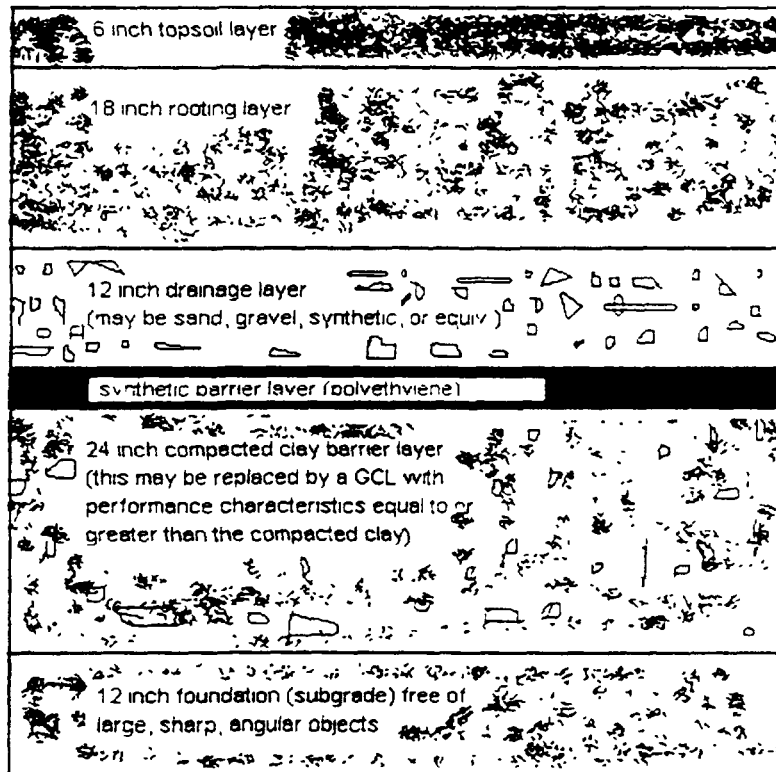 6 inch topsoil layer
18 inch rooting layer
12 inch drainage layer
(may be sand, gravel, synthetic, or equiv.)
synthetic barrier layer (polyethylene)
24 inch compacted clay barrier layer
(this may be replaced by a GCL with
performance characteristics equal to or
greater than the compacted clay)
12 inch foundation (subgrade) free of
large, sharp, angular objects